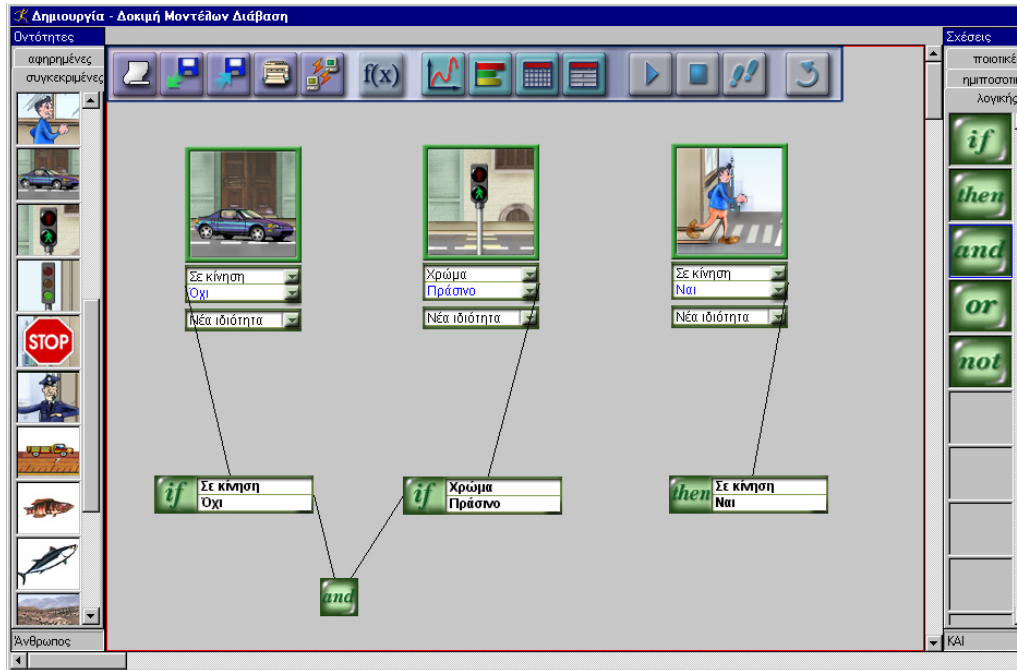 Δημιουργία - Δοκιμή Μοντέλων Διάβαση
Οντότητες
αφηρημένες
συγκεκριμένες
f(x)
Σχέσεις
ποιοτικέ
ημιποσοτι
λογικής
if
then
and
or
not
STOP
Σε κίνηση
Όχι
Νέα ιδιότητα
Χρώμα
Πράσινο
Νέα ιδιότητα
Σε κίνηση
Ναι
Νέα ιδιότητα
if
Σε κίνηση
Όχι
if
Χρώμα
Πράσινο
then
Σε κίνηση
Ναι
and
Άνθρωπος
ΚΑΙ